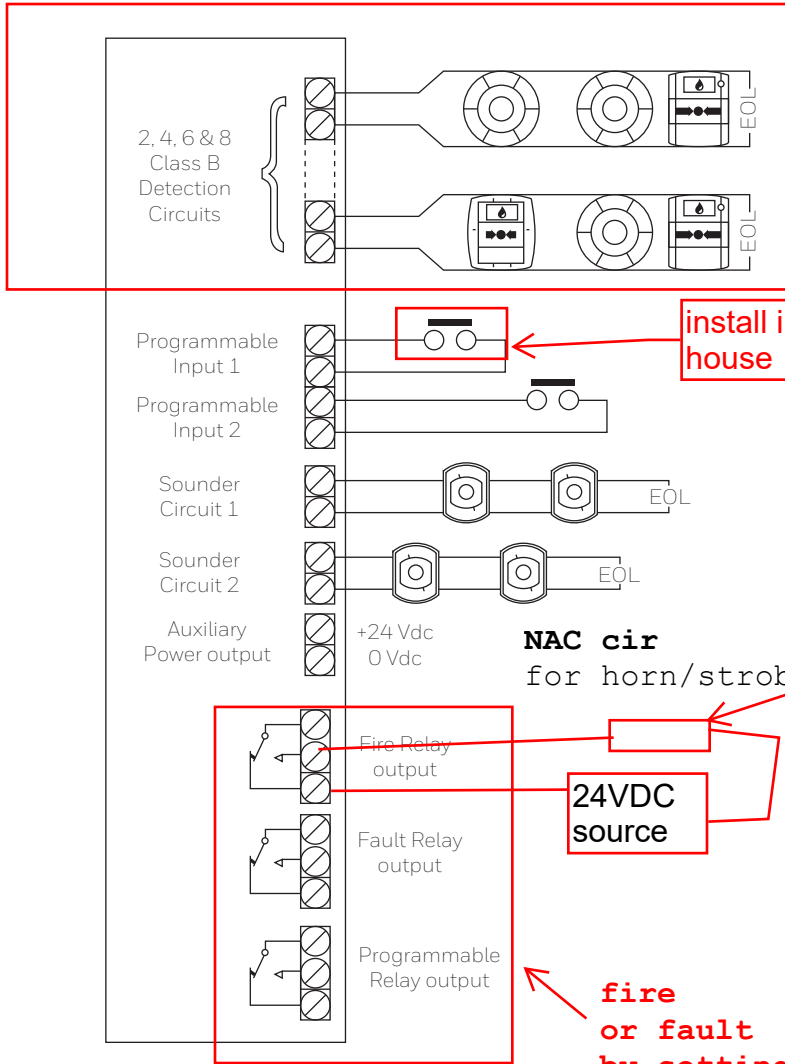 2, 4, 6 & 8
Class B
Detection
Circuits
EOL
EOL
Programmable
Input 1
install i
house
Programmable
Input 2
Sounder
Circuit 1
EOL
Sounder
Circuit 2
EOL
Auxiliary
Power output
+24 Vdc
0 Vdc
NAC cir
for horn/strob
Fire Relay
output
24VDC
source
Fault Relay
output
Programmable
Relay output
fire
or fault
by setting